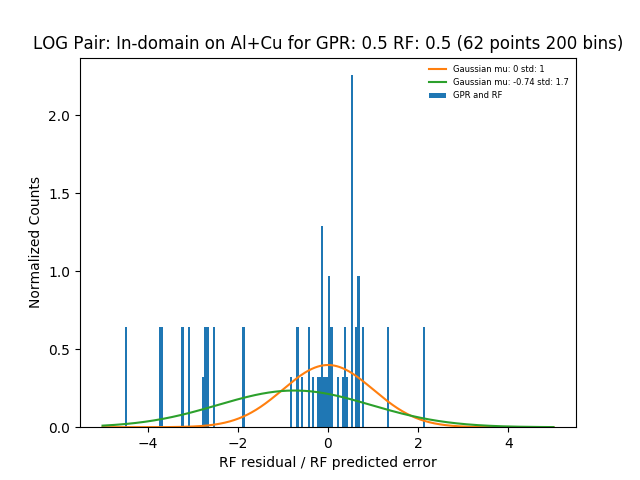 LOG Pair: In-domain on Al+Cu for GPR: 0.5 RF: 0.5 (62 points 200 bins)
Gaussian mu: 0 std: 1
Gaussian mu: -0.74 std: 1.7
GPR and RF
Normalized Counts
2.0
1.5
1.0
0.5
0.0
−4 −2 0 2 4
RF residual / RF predicted error